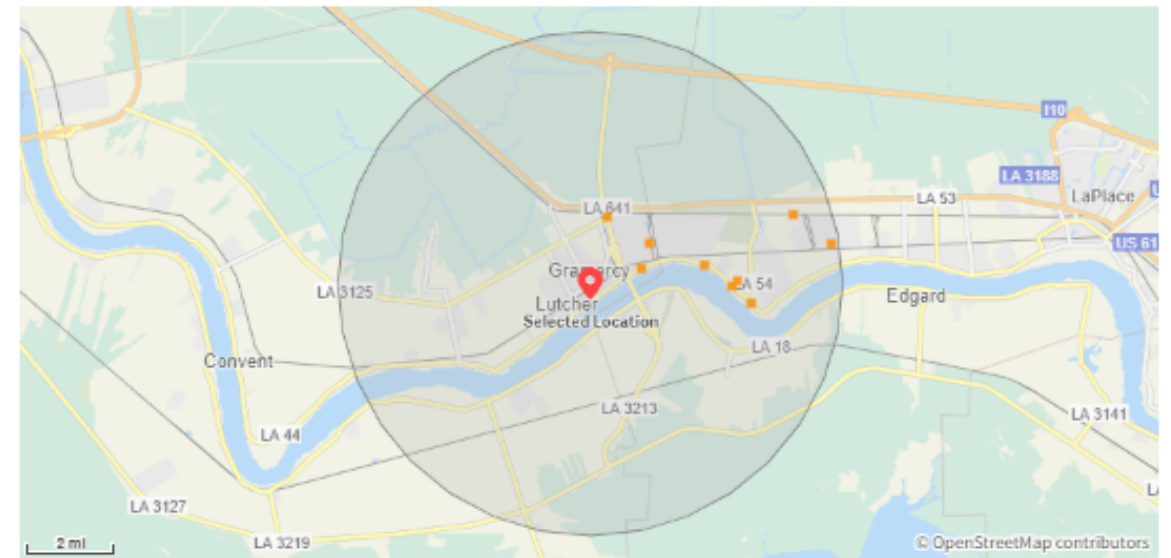 I10
LA 3188
LaPlace
LA 53
LA 641
US 61
Gramercy
LA 3125
LA 54
Edgard
Lutcher
Selected Location
LA 18
Convent
LA 3213
LA 3141
LA 44
LA 3127
LA 3219
2 mi
© OpenStreetMap contributors